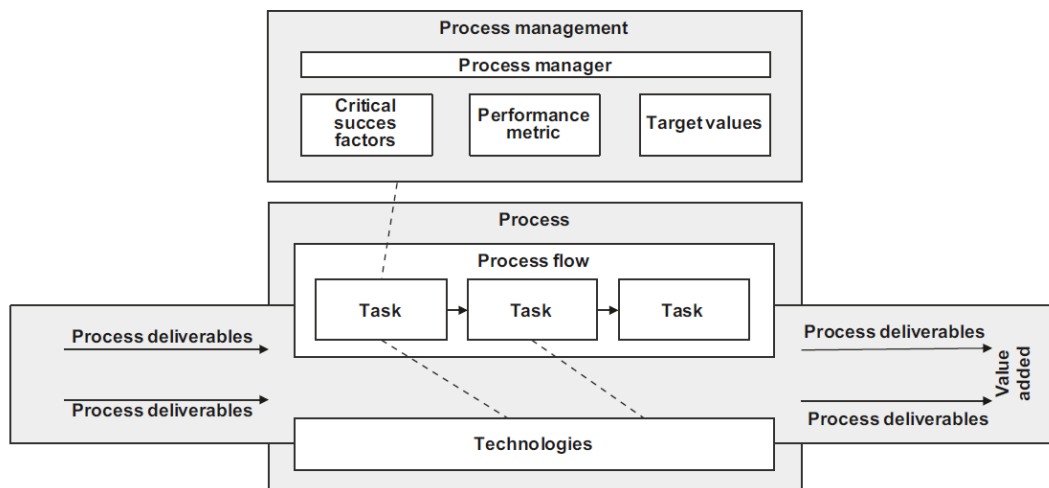 Process management
Process manager
Critical
succes
factors
Performance
metric
Target values
Process
Process flow
Task
Task
Task
Process deliverables
Process deliverables
Process deliverables
Process deliverables
Value
added
Technologies